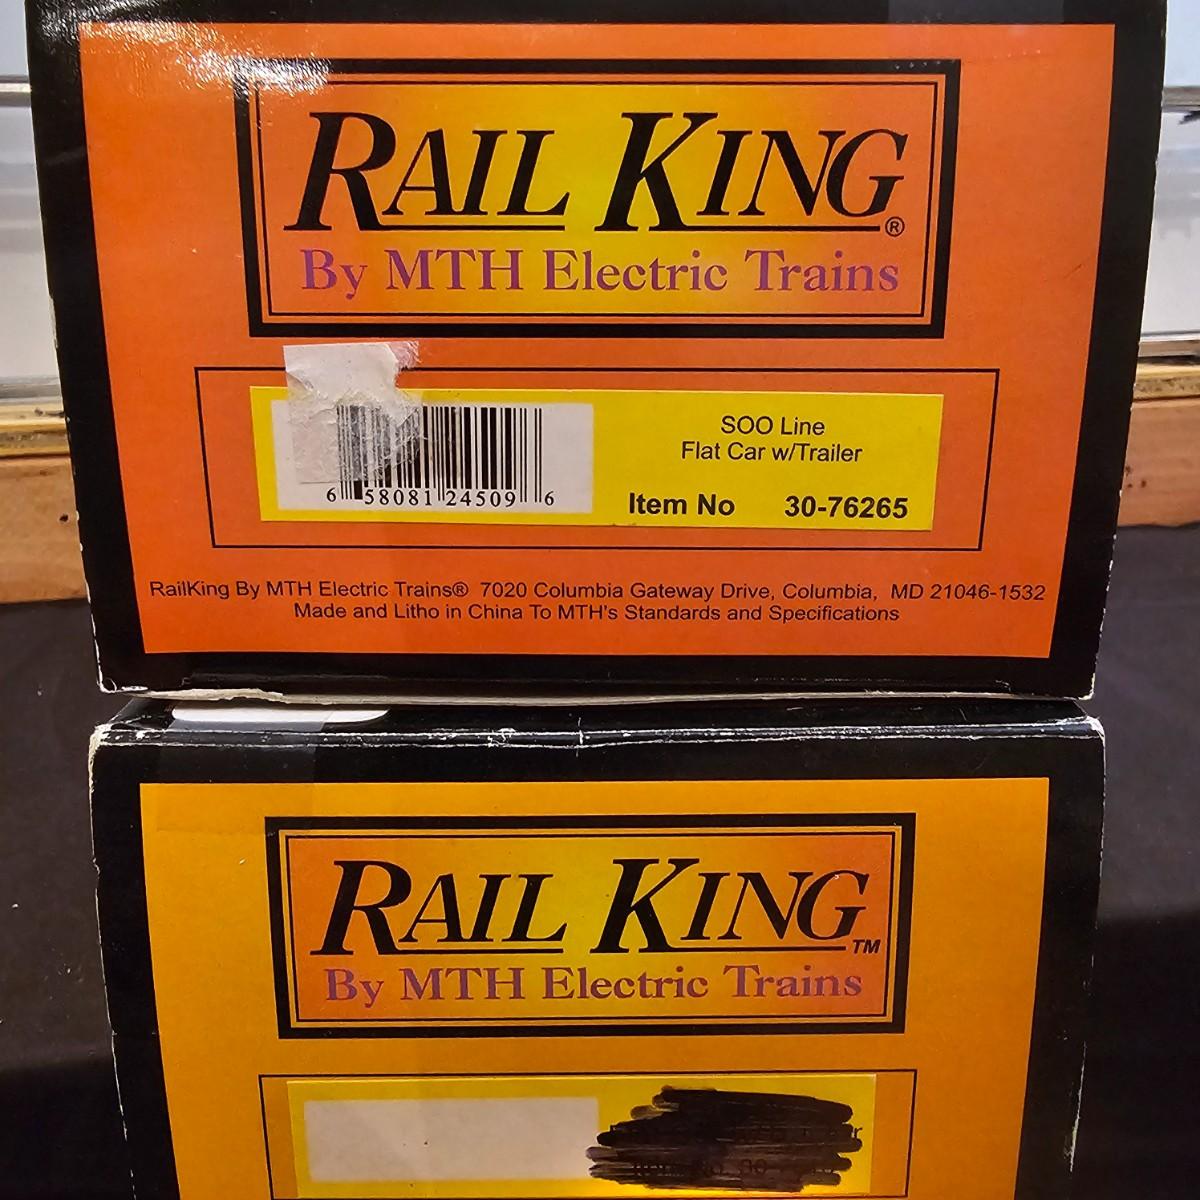 RAIL KING®
By MTH Electric Trains
SOO Line
Flat Car w/Trailer
6 58081 24509 6
Item No 30-76265
RailKing By MTH Electric Trains® 7020 Columbia Gateway Drive, Columbia, MD 21046-1532
Made and Litho in China To MTH's Standards and Specifications
RAIL KING™
By MTH Electric Trains